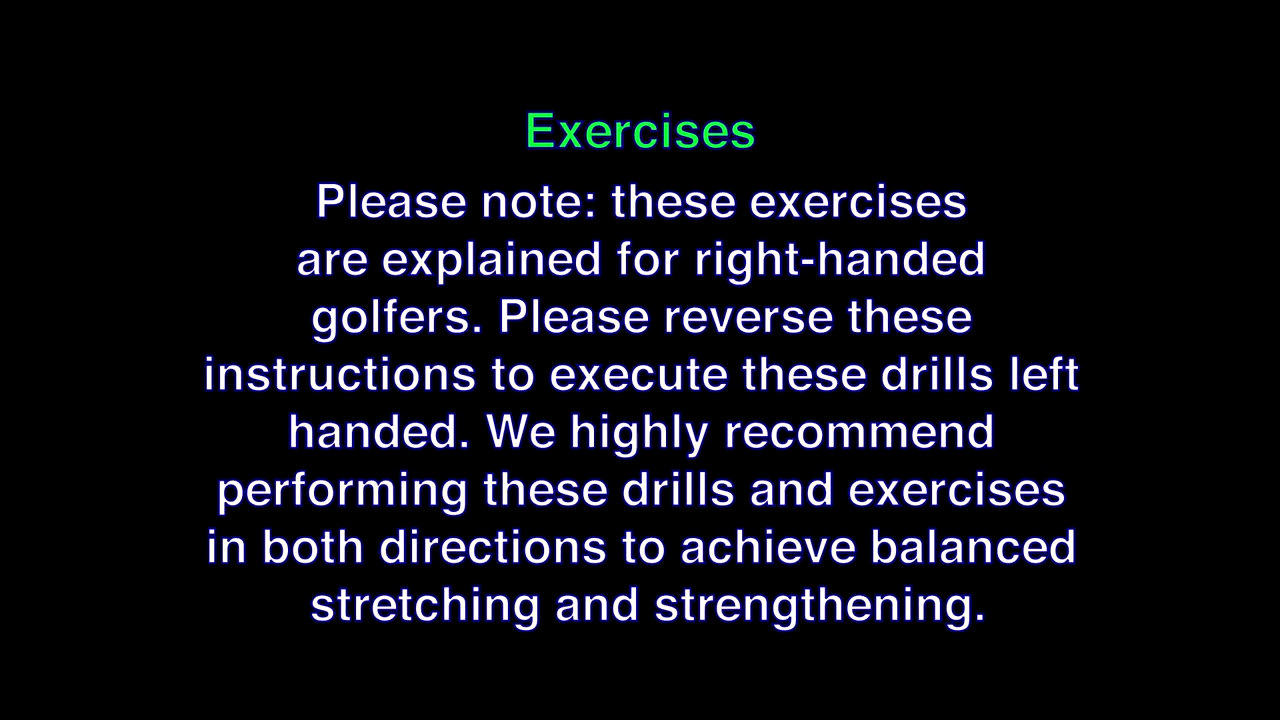 Exercises
Please note: these exercises
are explained for right-handed
golfers. Please reverse these
instructions to execute these drills left
handed. We highly recommend
performing these drills and exercises
in both directions to achieve balanced
stretching and strengthening.